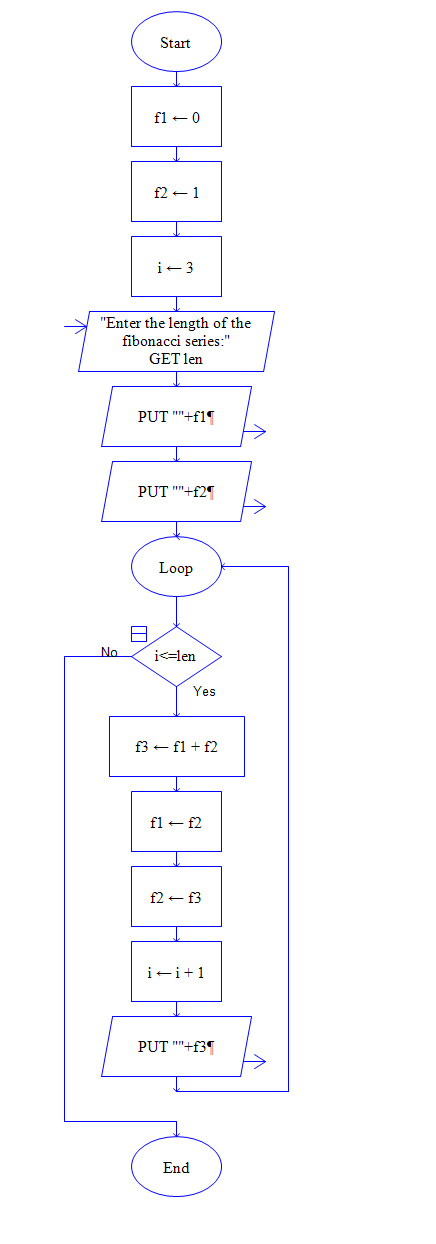 Start
f1 ← 0
f2 ← 1
i ← 3
"Enter the length of the
fibonacci series:"
GET len
PUT ""+f1¶
PUT ""+f2¶
Loop
No
i<=len
Yes
f3 ← f1 + f2
f1 ← f2
f2 ← f3
i ← i + 1
PUT ""+f3¶
End